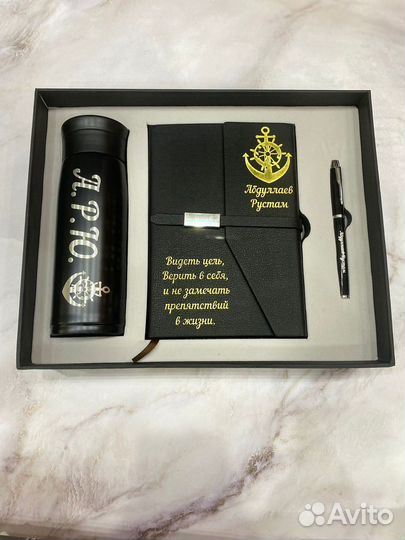 А.Р.Ю.
Абдуллаев
Рустам
Видеть цель,
Верить в себя,
и не замечать
препятствий
в жизни.
Avito